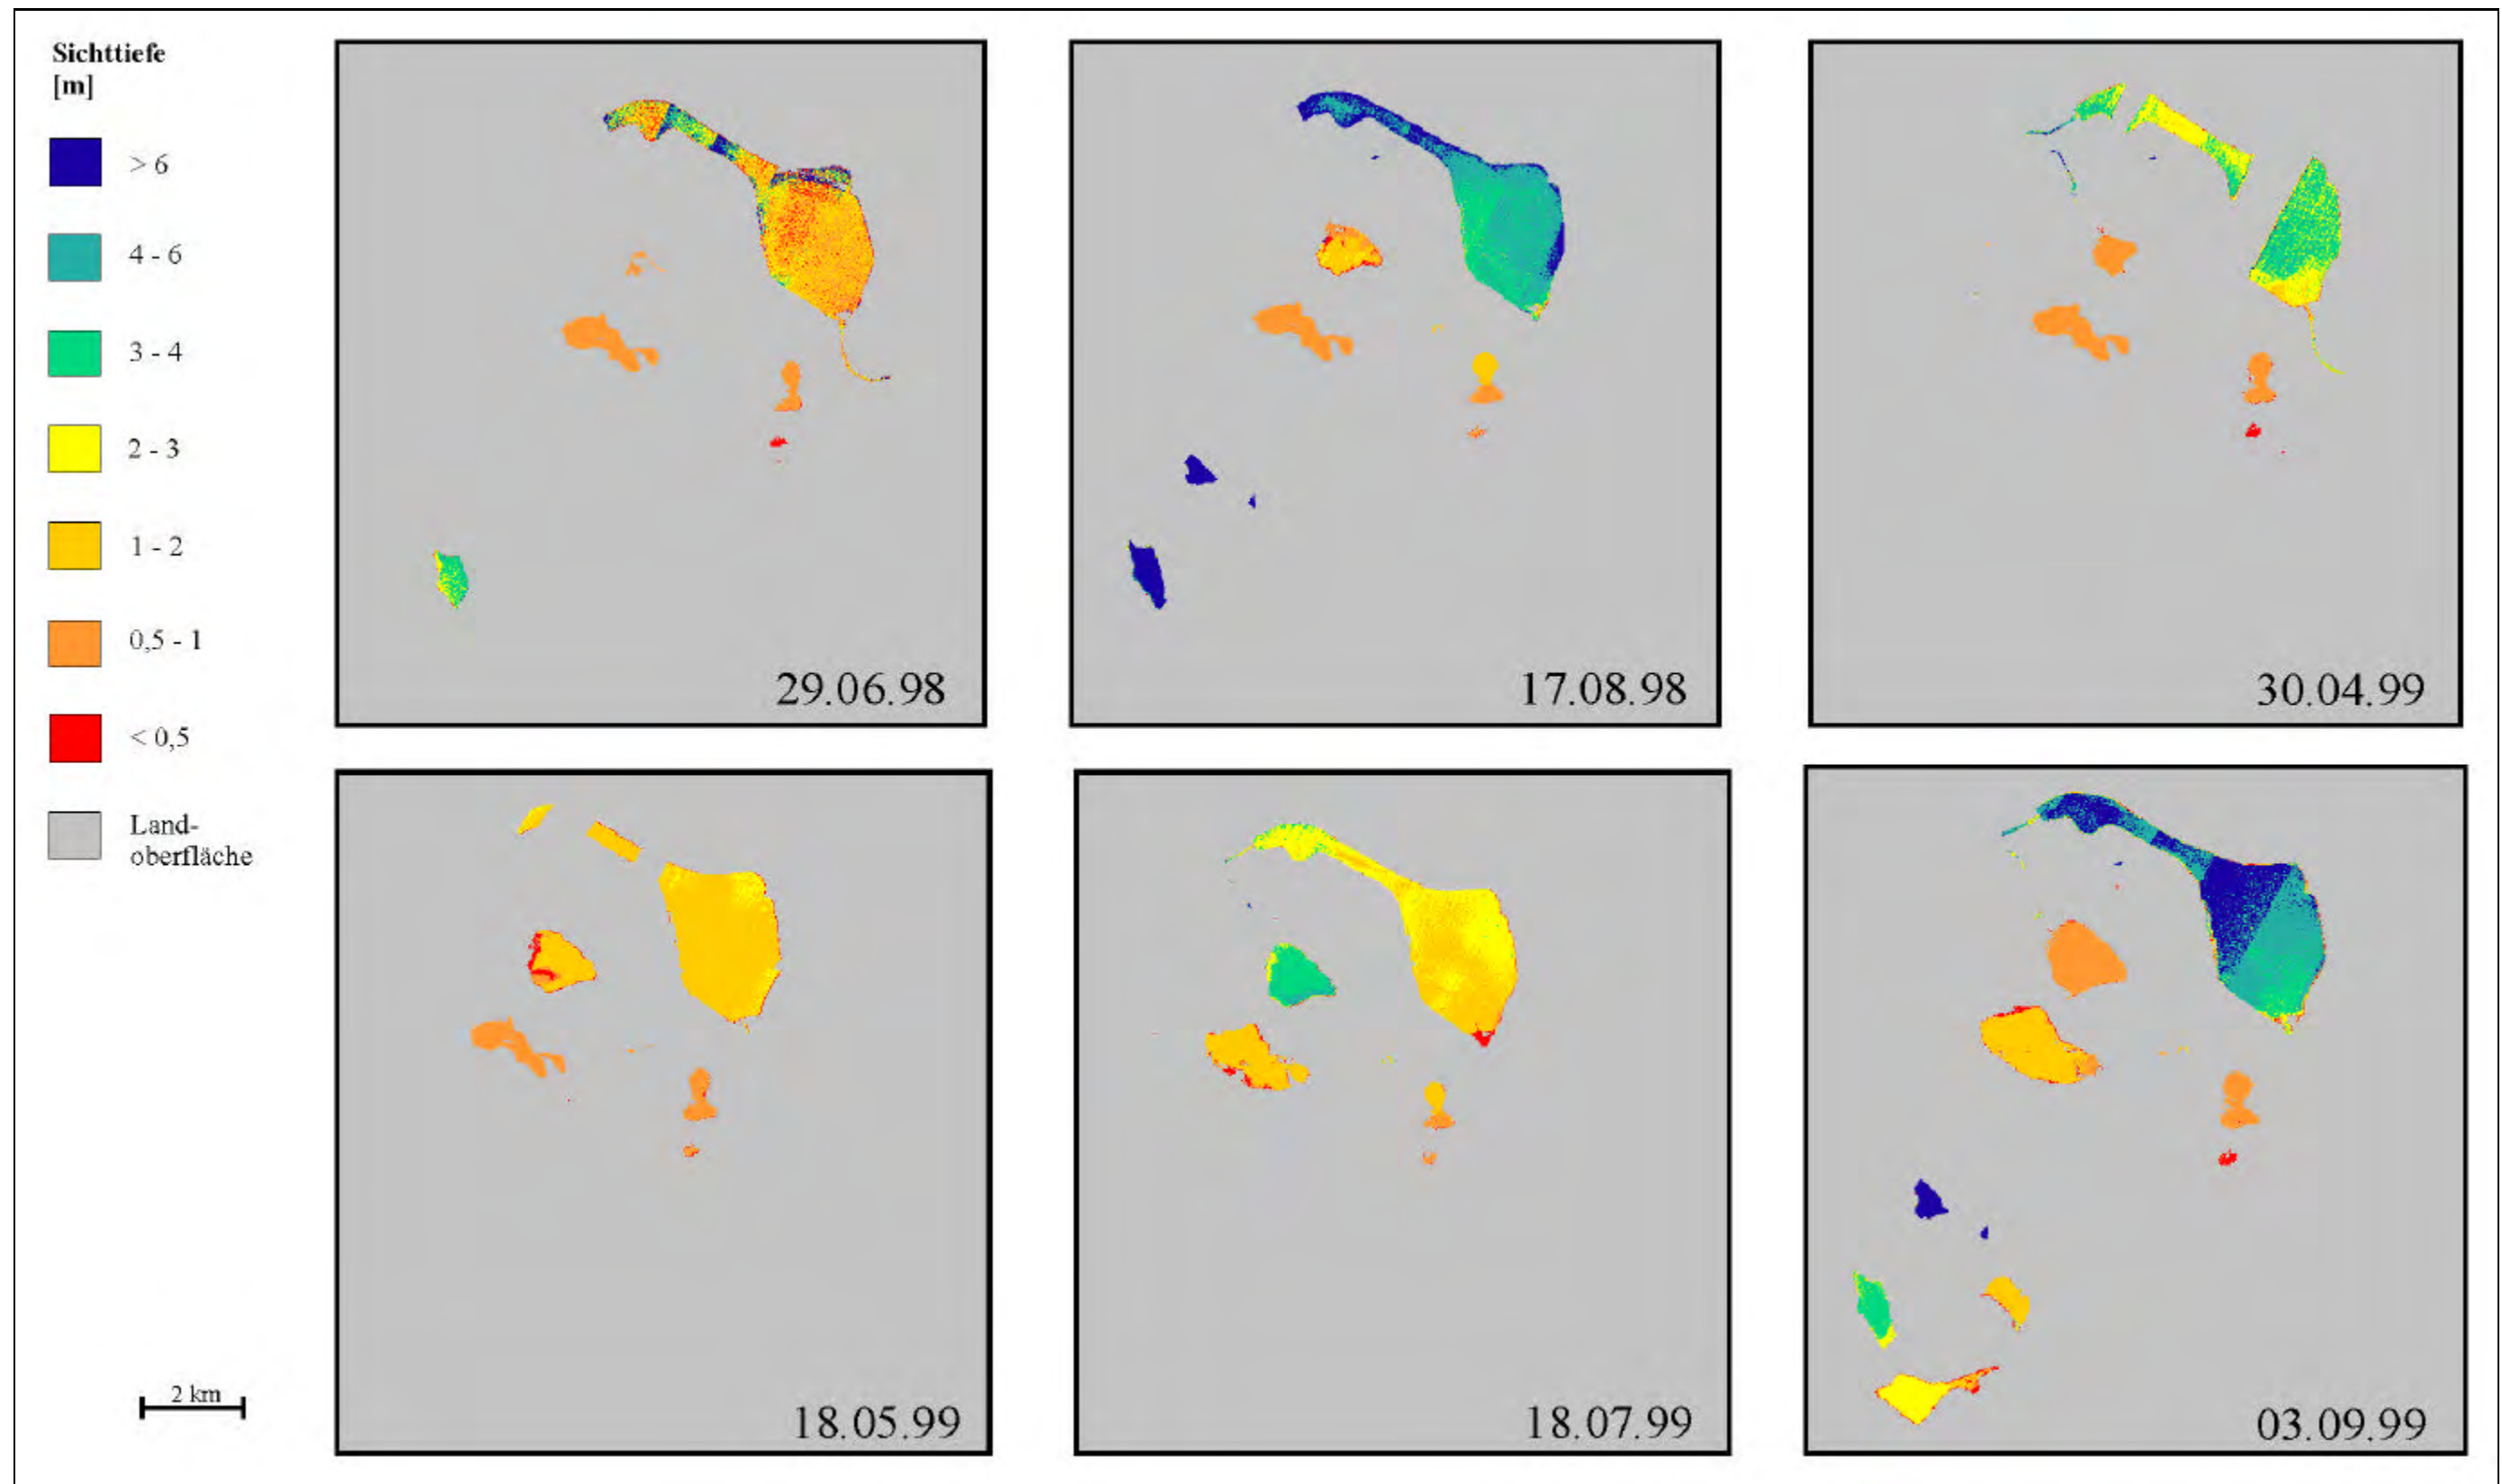 Sichttiefe
[m]
> 6
4 - 6
3 - 4
2 - 3
1 - 2
0,5 - 1
< 0,5
Land-
oberfläche
2 km
29.06.98
17.08.98
30.04.99
18.05.99
18.07.99
03.09.99